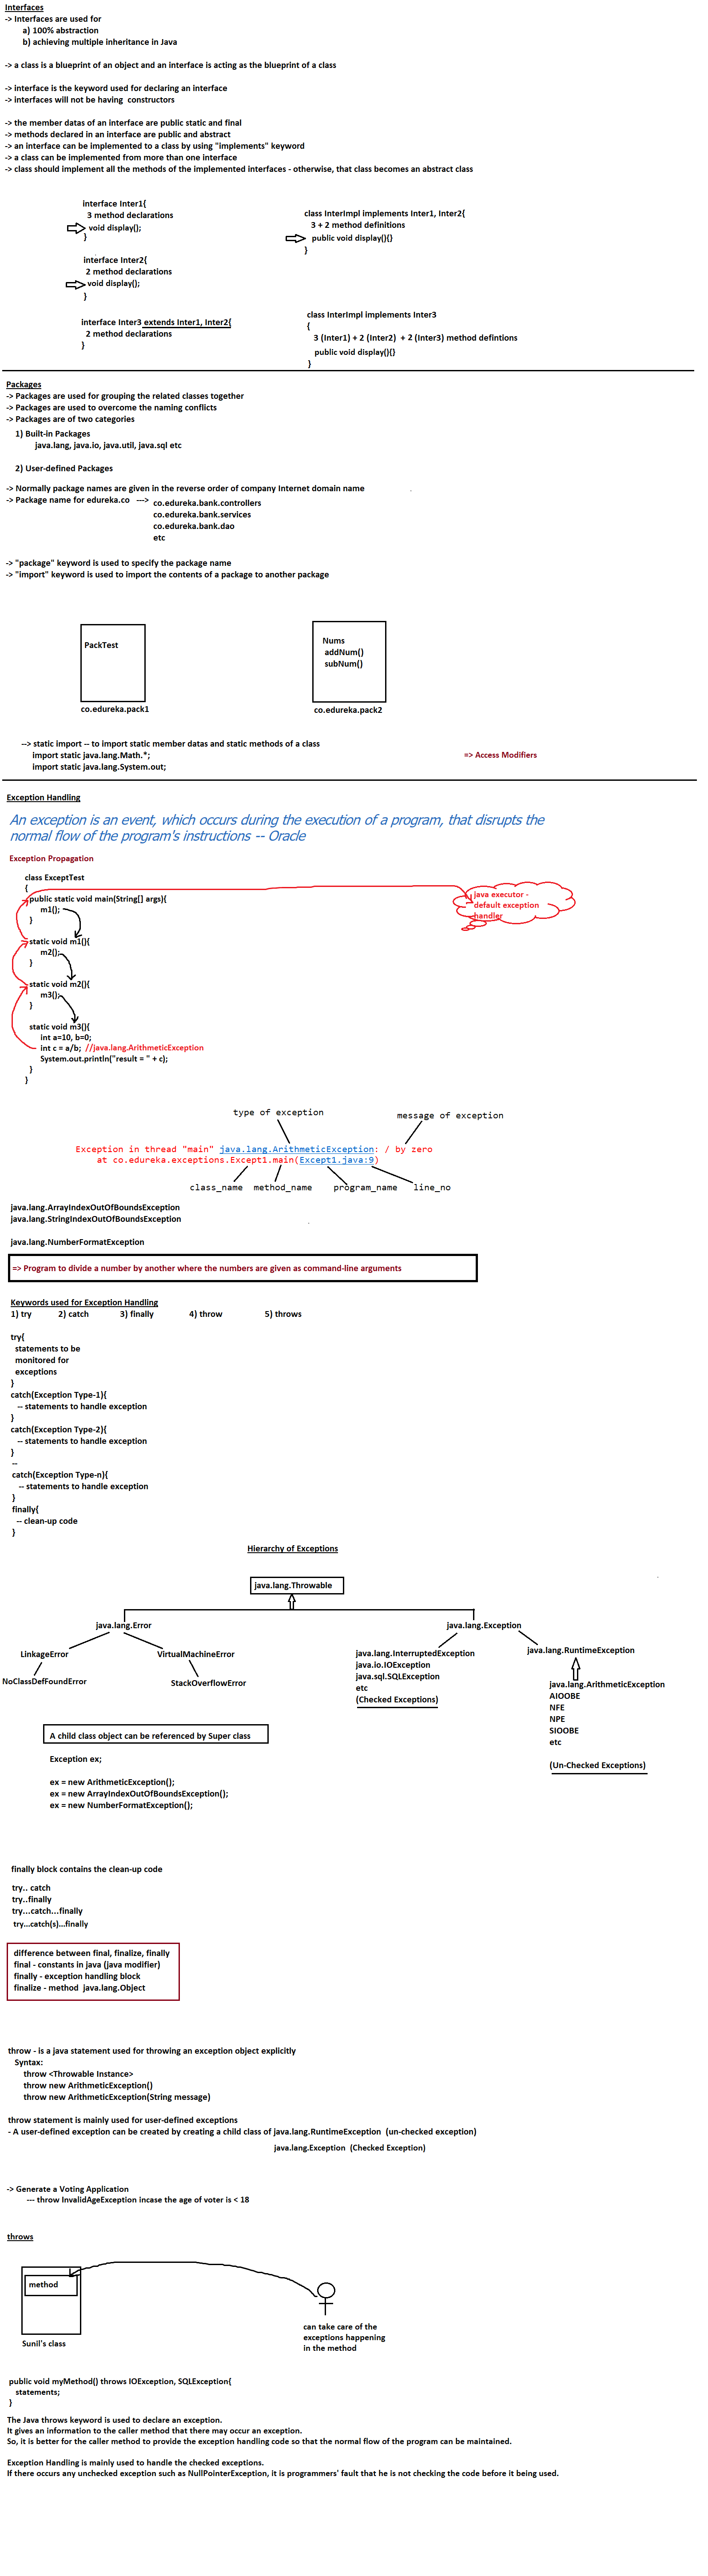 Interfaces
-> Interfaces are used for
a) 100% abstraction
b) achieving multiple inheritance in Java
-> a class is a blueprint of an object and an interface is acting as the blueprint of a class
-> interface is the keyword used for declaring an interface
-> interfaces will not be having constructors
-> the member datas of an interface are public static and final
-> methods declared in an interface are public and abstract
-> an interface can be implemented to a class by using "implements" keyword
-> a class can be implemented from more than one interface
-> class should implement all the methods of the implemented interfaces - otherwise, that class becomes an abstract class
interface Inter1{
3 method declarations
void display();
}
class InterImpl implements Inter1, Inter2{
3 + 2 method definitions
public void display(){}
}
interface Inter2{
2 method declarations
void display();
}
interface Inter3 extends Inter1, Inter2{
2 method declarations
}
class InterImpl implements Inter3
{
3 (Inter1) + 2 (Inter2) + 2 (Inter3) method defintions
public void display(){}
}
Packages
-> Packages are used for grouping the related classes together
-> Packages are used to overcome the naming conflicts
-> Packages are of two categories
1) Built-in Packages
java.lang, java.io, java.util, java.sql etc
2) User-defined Packages
-> Normally package names are given in the reverse order of company Internet domain name
-> Package name for edureka.co ---> co.edureka.bank.controllers
co.edureka.bank.services
co.edureka.bank.dao
etc
-> "package" keyword is used to specify the package name
-> "import" keyword is used to import the contents of a package to another package
PackTest
co.edureka.pack1
Nums
addNum()
subNum()
co.edureka.pack2
--> static import -- to import static member datas and static methods of a class
import static java.lang.Math.*;
import static java.lang.System.out;
=> Access Modifiers
Exception Handling
An exception is an event, which occurs during the execution of a program, that disrupts the
normal flow of the program's instructions -- Oracle
Exception Propagation
class ExceptTest
{
public static void main(String[] args){
m1();
}
static void m1(){
m2();
}
static void m2(){
m3();
}
static void m3(){
int a=10, b=0;
int c = a/b; //java.lang.ArithmeticException
System.out.println("result = " + c);
}
}
java executor -
default exception
handler
type of exception
message of exception
Exception in thread "main" java.lang.ArithmeticException: / by zero
at co.edureka.exceptions.Except1.main(Except1.java:9)
class_name method_name program_name line_no
java.lang.ArrayIndexOutOfBoundsException
java.lang.StringIndexOutOfBoundsException
java.lang.NumberFormatException
=> Program to divide a number by another where the numbers are given as command-line arguments
Keywords used for Exception Handling
1) try 2) catch 3) finally 4) throw 5) throws
try{
statements to be
monitored for
exceptions
}
catch(Exception Type-1){
-- statements to handle exception
}
catch(Exception Type-2){
-- statements to handle exception
}
--
catch(Exception Type-n){
-- statements to handle exception
}
finally{
-- clean-up code
}
Hierarchy of Exceptions
java.lang.Throwable
java.lang.Error
java.lang.Exception
LinkageError
VirtualMachineError
NoClassDefFoundError
StackOverflowError
java.lang.InterruptedException
java.io.IOException
java.sql.SQLException
etc
(Checked Exceptions)
java.lang.RuntimeException
java.lang.ArithmeticException
AIOOBE
NFE
NPE
SIOOBE
etc
(Un-Checked Exceptions)
A child class object can be referenced by Super class
Exception ex;
ex = new ArithmeticException();
ex = new ArrayIndexOutOfBoundsException();
ex = new NumberFormatException();
finally block contains the clean-up code
try.. catch
try..finally
try...catch...finally
try...catch(s)...finally
difference between final, finalize, finally
final - constants in java (java modifier)
finally - exception handling block
finalize - method java.lang.Object
throw - is a java statement used for throwing an exception object explicitly
Syntax:
throw <Throwable Instance>
throw new ArithmeticException()
throw new ArithmeticException(String message)
throw statement is mainly used for user-defined exceptions
- A user-defined exception can be created by creating a child class of java.lang.RuntimeException (un-checked exception)
java.lang.Exception (Checked Exception)
-> Generate a Voting Application
--- throw InvalidAgeException incase the age of voter is < 18
throws
method
Sunil's class
can take care of the
exceptions happening
in the method
public void myMethod() throws IOException, SQLException{
statements;
}
The Java throws keyword is used to declare an exception.
It gives an information to the caller method that there may occur an exception.
So, it is better for the caller method to provide the exception handling code so that the normal flow of the program can be maintained.
Exception Handling is mainly used to handle the checked exceptions.
If there occurs any unchecked exception such as NullPointerException, it is programmers' fault that he is not checking the code before it being used.